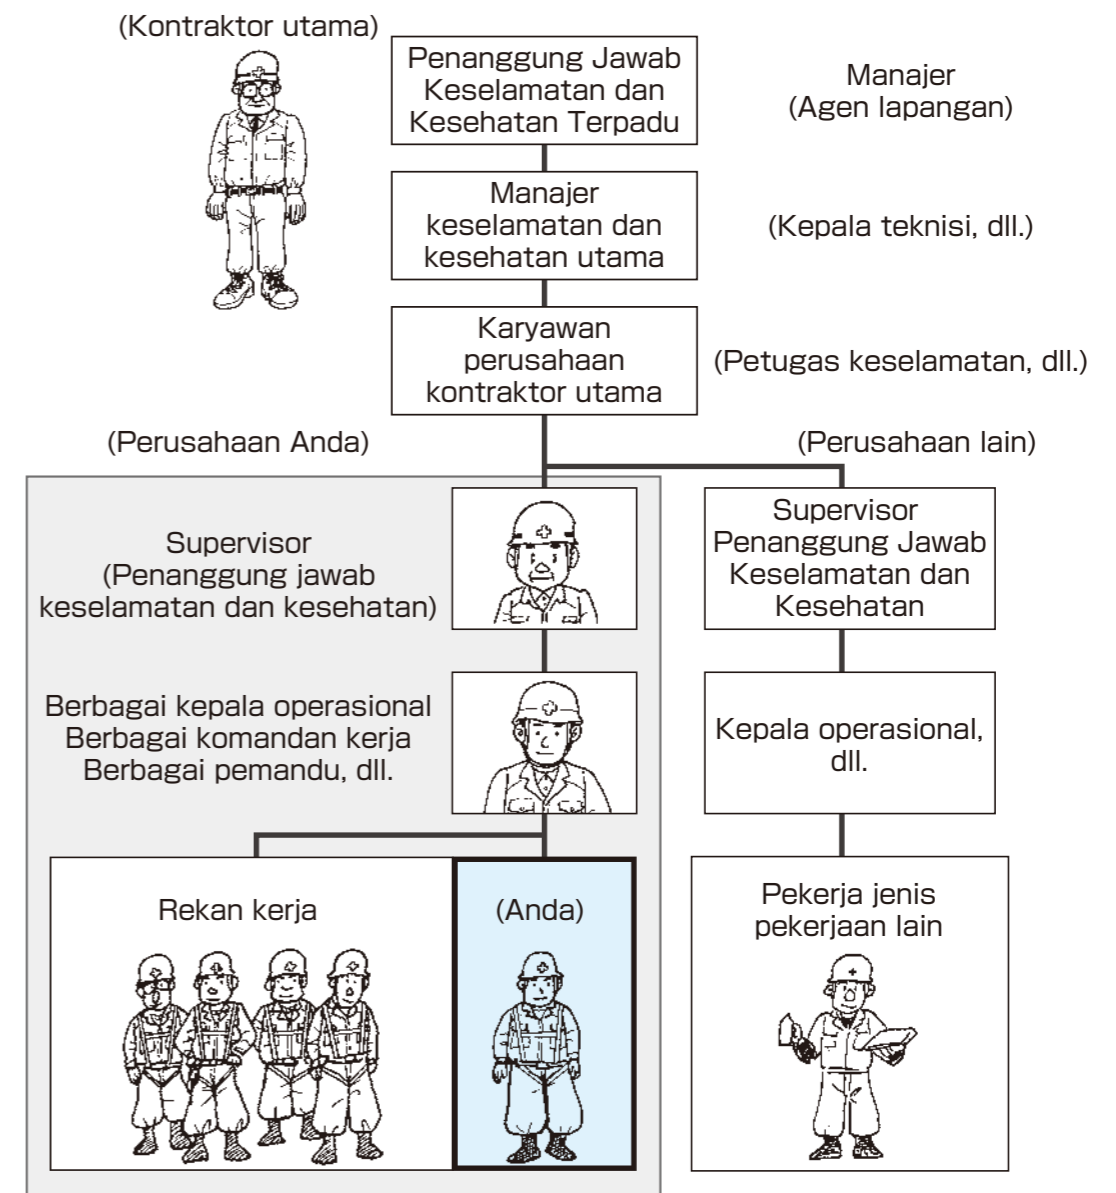 (Kontraktor utama)
Penanggung Jawab
Keselamatan dan
Kesehatan Terpadu
Manajer
(Agen lapangan)
Manajer
keselamatan dan
kesehatan utama
(Kepala teknisi, dll.)
Karyawan
perusahaan
kontraktor utama
(Petugas keselamatan, dll.)
(Perusahaan Anda)
(Perusahaan lain)
Supervisor
(Penanggung jawab
keselamatan dan kesehatan)
Supervisor
Penanggung Jawab
Keselamatan dan
Kesehatan
Berbagai kepala operasional
Berbagai komandan kerja
Berbagai pemandu, dll.
Kepala operasional,
dll.
Rekan kerja
(Anda)
Pekerja jenis
pekerjaan lain